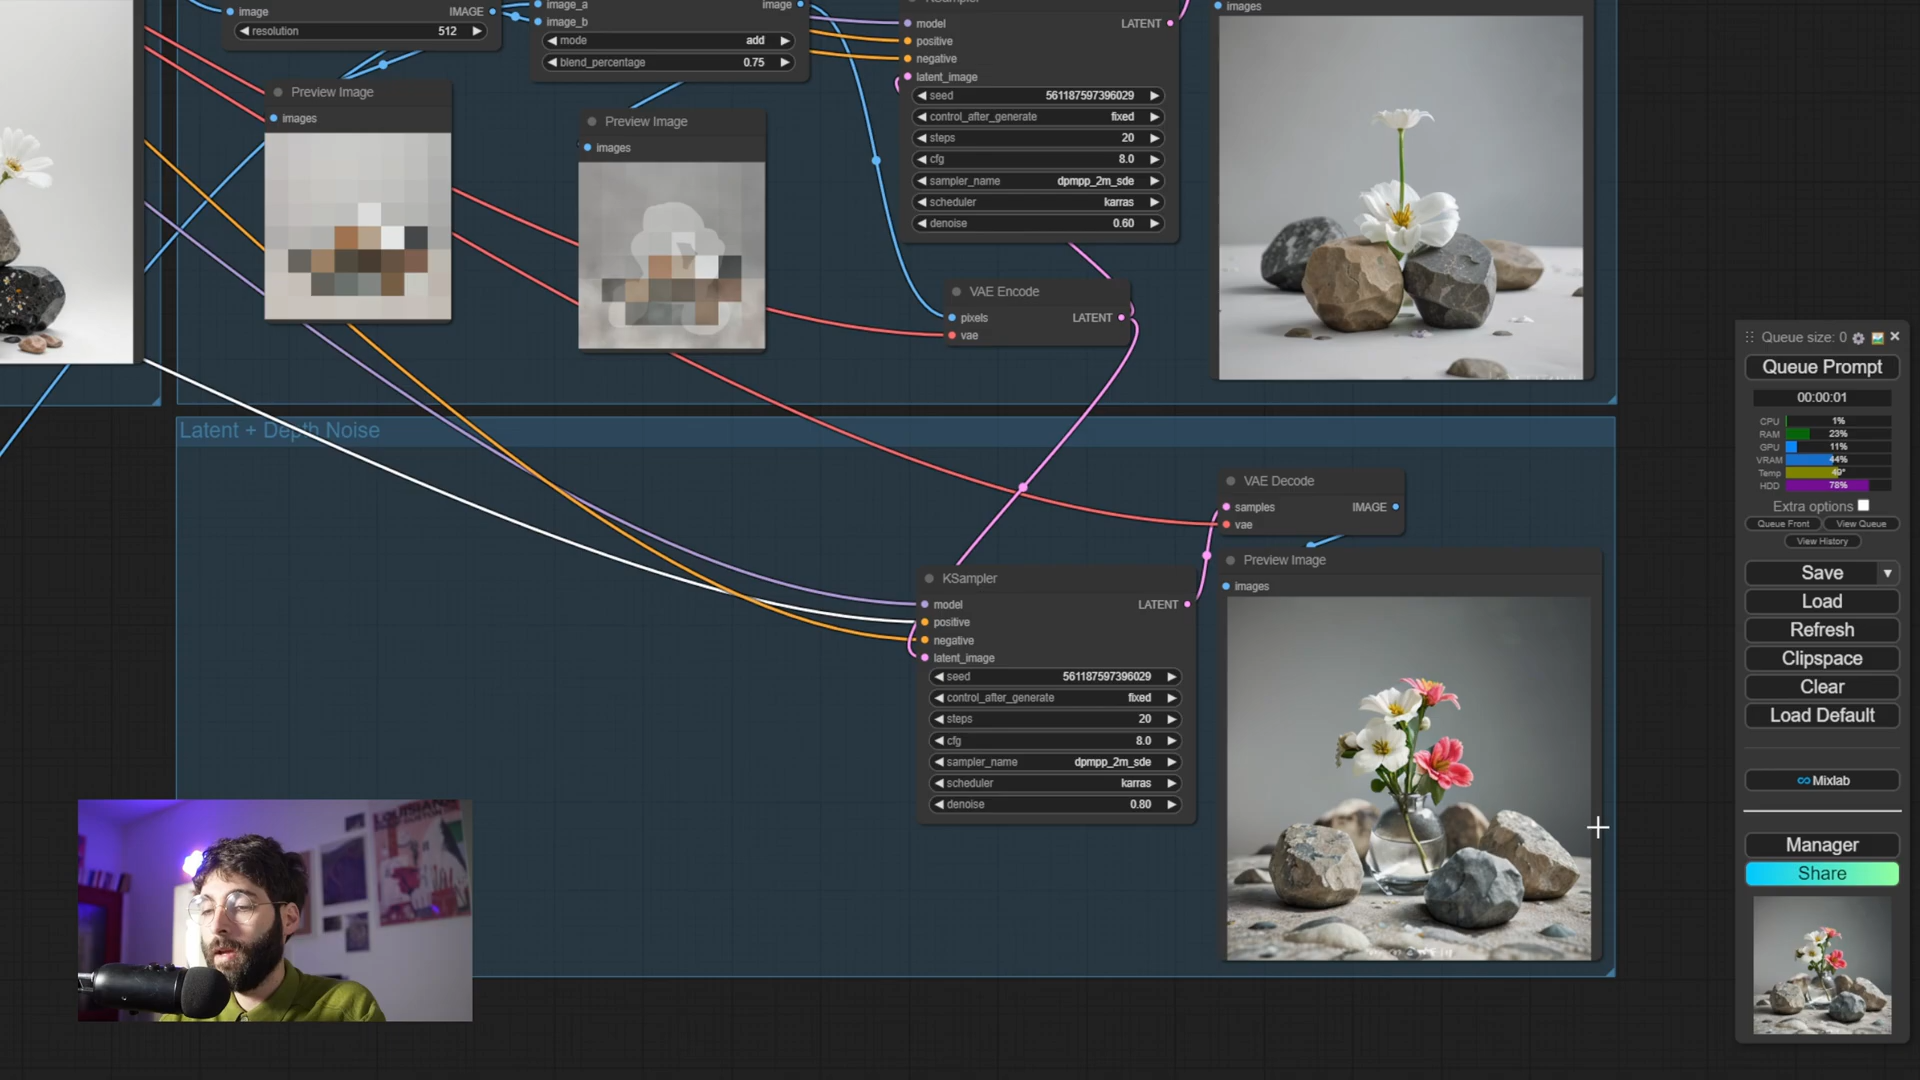 image IMAGE
resolution 512
image_a image
image_b
mode add
blend_percentage 0.75
Preview Image
images
Preview Image
images
model LATENT
positive
negative
latent_image
seed 561187597396029
control_after_generate fixed
steps 20
cfg 8.0
sampler_name dpmpp_2m_sde
scheduler karras
denoise 0.60
images
VAE Encode
pixels LATENT
vae
Latent + Depth Noise
VAE Decode
samples IMAGE
vae
Preview Image
images
KSampler
model LATENT
positive
negative
latent_image
seed 561187597396029
control_after_generate fixed
steps 20
cfg 8.0
sampler_name dpmpp_2m_sde
scheduler karras
denoise 0.80
LOUISIANA
Queue size: 0
Queue Prompt
00:00:01
CPU 1%
RAM 23%
GPU 11%
VRAM 44%
Temp 49°
HDD 78%
Extra options
Queue Front View Queue
View History
Save
Load
Refresh
Clipspace
Clear
Load Default
Mixlab
Manager
Share